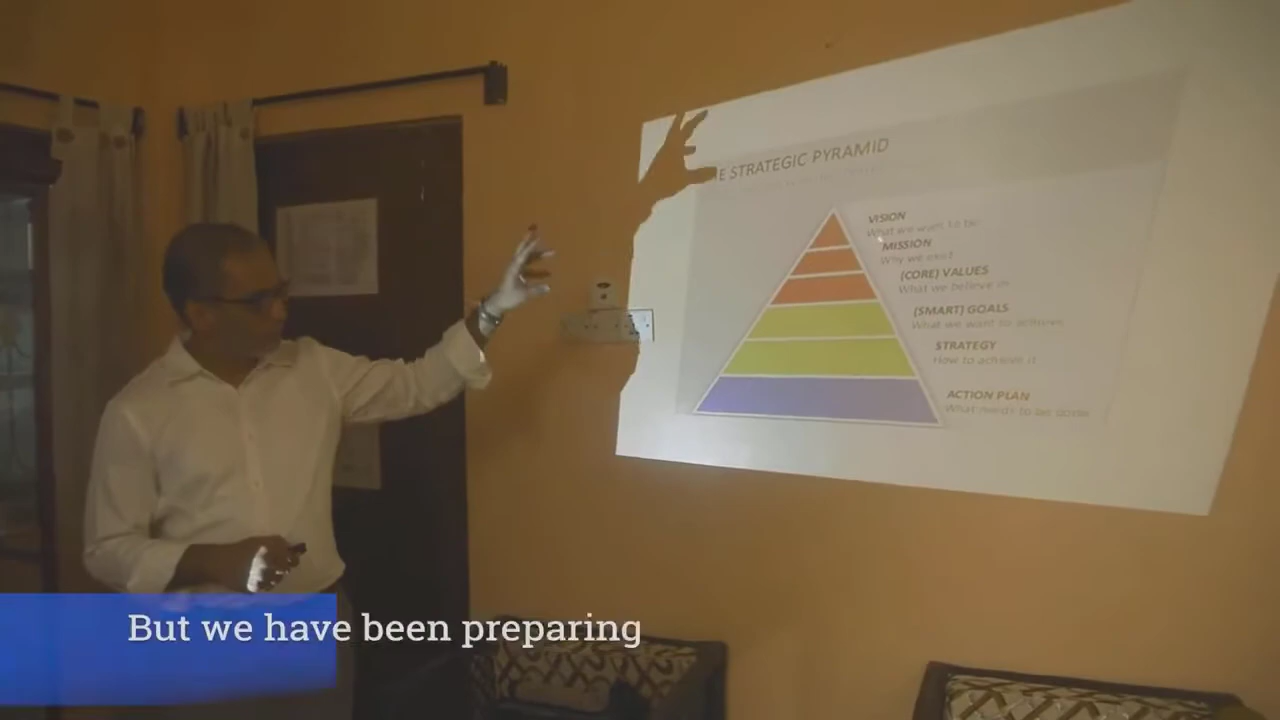 E STRATEGIC PYRAMID
VISION
What we want to be
MISSION
Why we exist
(CORE) VALUES
What we believe in
(SMART) GOALS
What we want to achieve
STRATEGY
How to achieve it
ACTION PLAN
What needs to be done
But we have been preparing